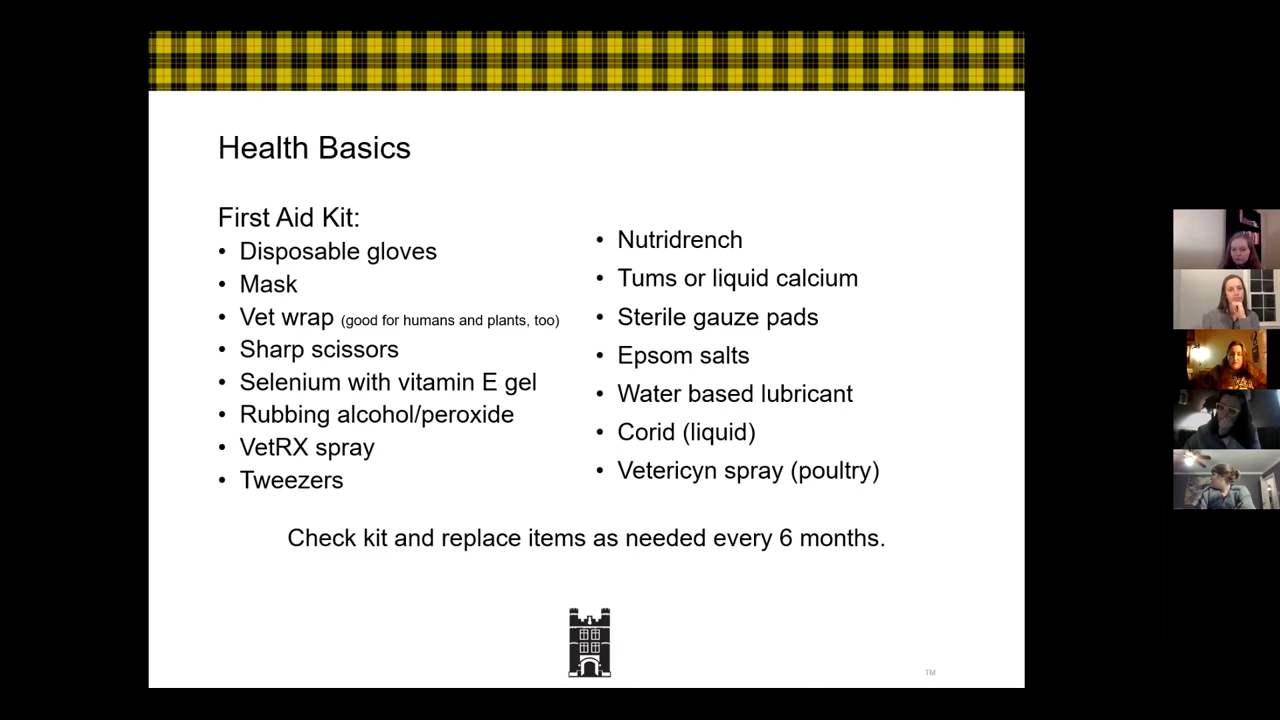 Health Basics
First Aid Kit:
• Disposable gloves
• Mask
• Vet wrap (good for humans and plants, too)
• Sharp scissors
• Selenium with vitamin E gel
• Rubbing alcohol/peroxide
• VetRX spray
• Tweezers
• Nutridrench
• Tums or liquid calcium
• Sterile gauze pads
• Epsom salts
• Water based lubricant
• Corid (liquid)
• Vetericyn spray (poultry)
Check kit and replace items as needed every 6 months.
TM